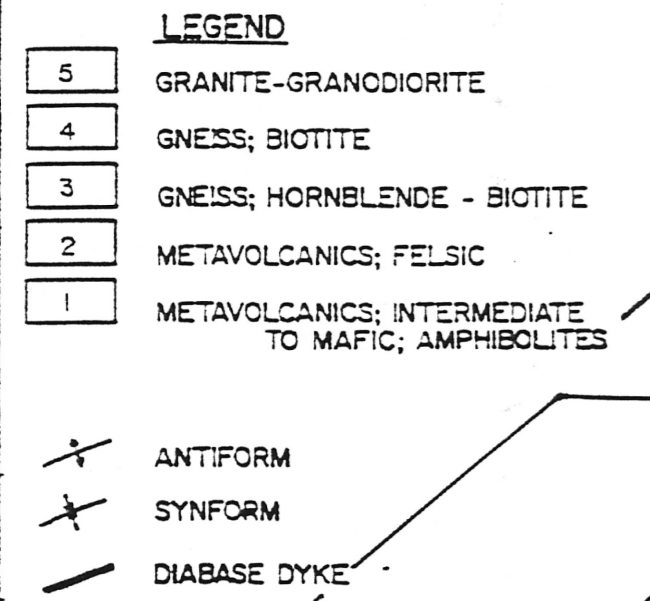 LEGEND
5 GRANITE-GRANODIORITE
4 GNEISS; BIOTITE
3 GNEISS; HORNBLENDE - BIOTITE
2 METAVOLCANICS; FELSIC
1 METAVOLCANICS; INTERMEDIATE
TO MAFIC; AMPHIBOLITES
ANTIFORM
SYNFORM
DIABASE DYKE